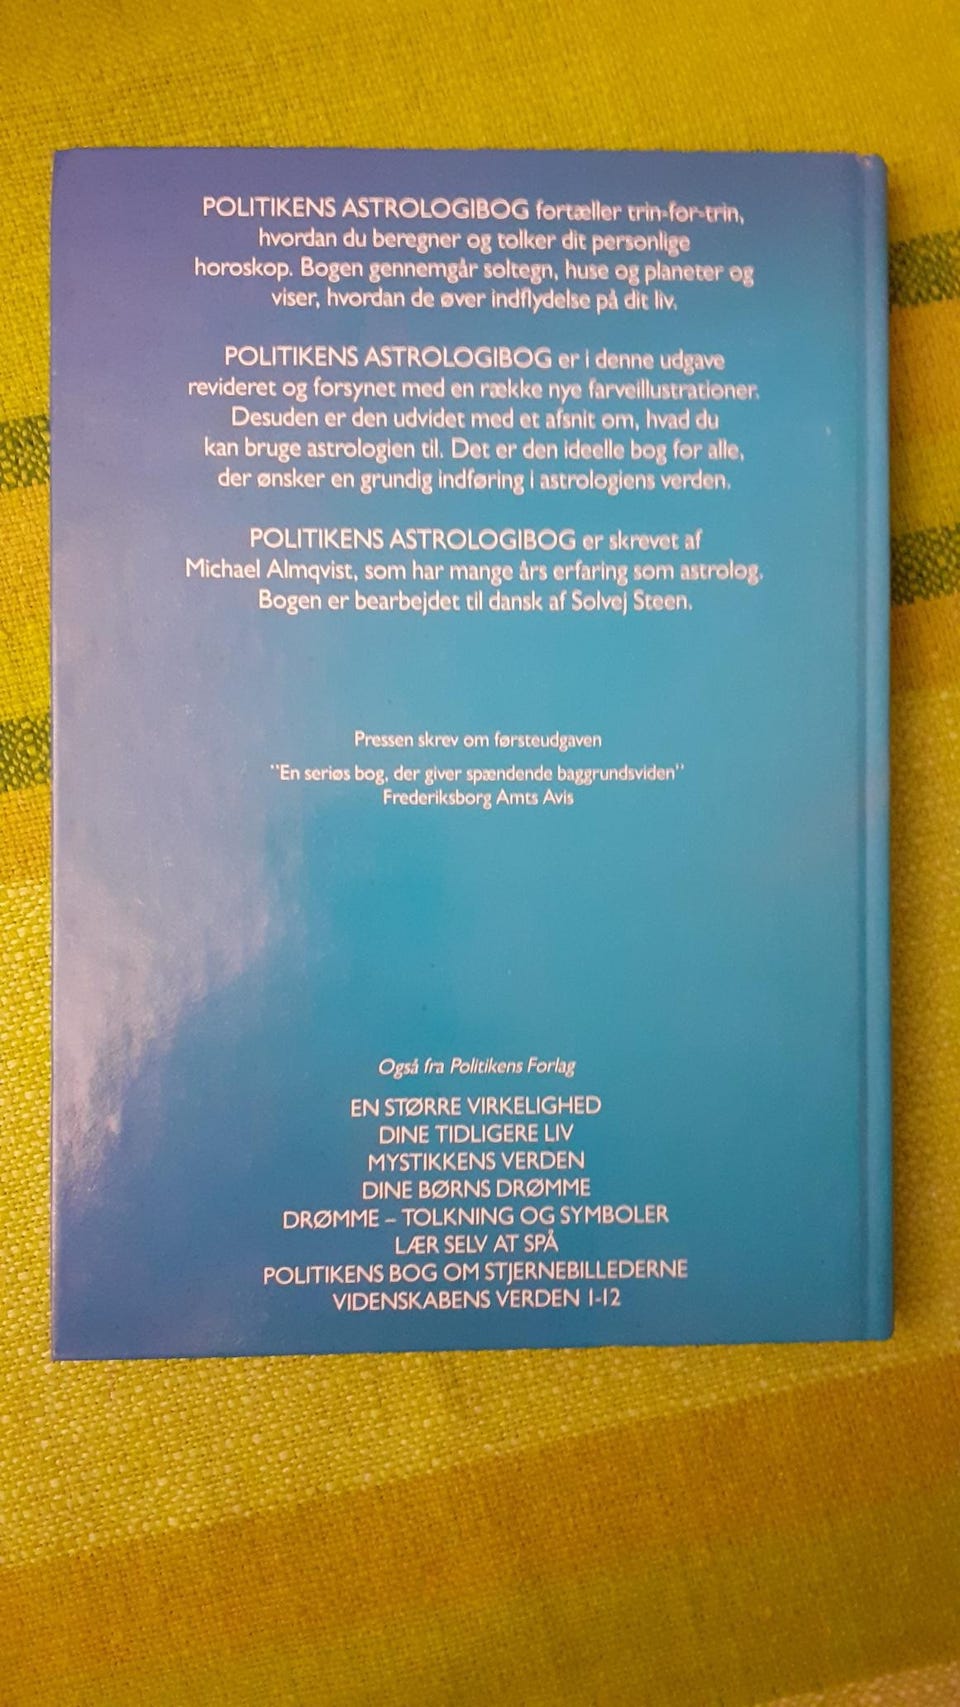 POLITIKENS ASTROLOGIBOG fortæller trin-for-trin,
hvordan du beregner og tolker dit personlige
horoskop. Bogen gennemgår soltegn, huse og planeter og
viser, hvordan de øver indflydelse på dit liv.
POLITIKENS ASTROLOGIBOG er i denne udgave
revideret og forsynet med en række nye farveillustrationer.
Desuden er den udvidet med et afsnit om, hvad du
kan bruge astrologien til. Det er den ideelle bog for alle,
der ønsker en grundig indføring i astrologiens verden.
POLITIKENS ASTROLOGIBOG er skrevet af
Michael Almqvist, som har mange års erfaring som astrolog.
Bogen er bearbejdet til dansk af Solvej Steen.
Pressen skrev om førsteudgaven
"En seriøs bog, der giver spændende baggrundsviden"
Frederiksborg Amts Avis
Også fra Politikens Forlag
EN STØRRE VIRKELIGHED
DINE TIDLIGERE LIV
MYSTIKKENS VERDEN
DINE BØRNS DRØMME
DRØMME – TOLKNING OG SYMBOLER
LÆR SELV AT SPÅ
POLITIKENS BOG OM STJERNEBILLEDERNE
VIDENSKABENS VERDEN 1-12